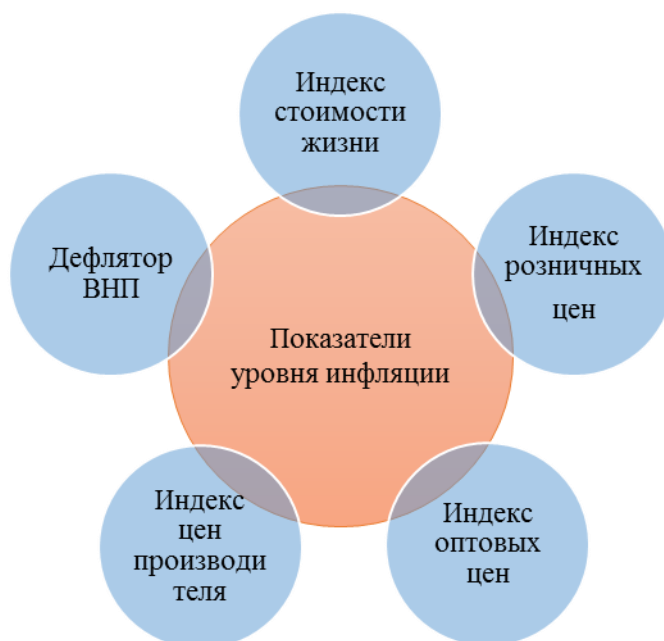 Индекс
стоимости
жизни
Дефлятор
ВНП
Индекс
розничных
цен
Показатели
уровня инфляции
Индекс
цен
производи
теля
Индекс
оптовых
цен